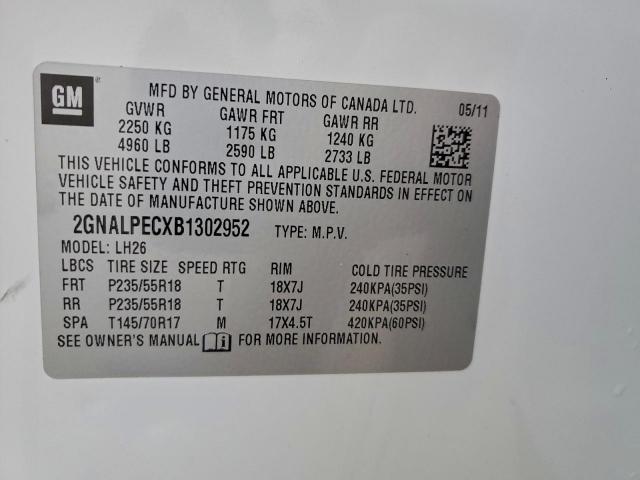 GM
MFD BY GENERAL MOTORS OF CANADA LTD. 05/11
GVWR GAWR FRT GAWR RR
2250 KG 1175 KG 1240 KG
4960 LB 2590 LB 2733 LB
THIS VEHICLE CONFORMS TO ALL APPLICABLE U.S. FEDERAL MOTOR
VEHICLE SAFETY AND THEFT PREVENTION STANDARDS IN EFFECT ON
THE DATE OF MANUFACTURE SHOWN ABOVE.
2GNALPECXB1302952 TYPE: M.P.V.
MODEL: LH26
LBCS TIRE SIZE SPEED RTG RIM COLD TIRE PRESSURE
FRT P235/55R18 T 18X7J 240KPA(35PSI)
RR P235/55R18 T 18X7J 240KPA(35PSI)
SPA T145/70R17 M 17X4.5T 420KPA(60PSI)
SEE OWNER'S MANUAL i FOR MORE INFORMATION.